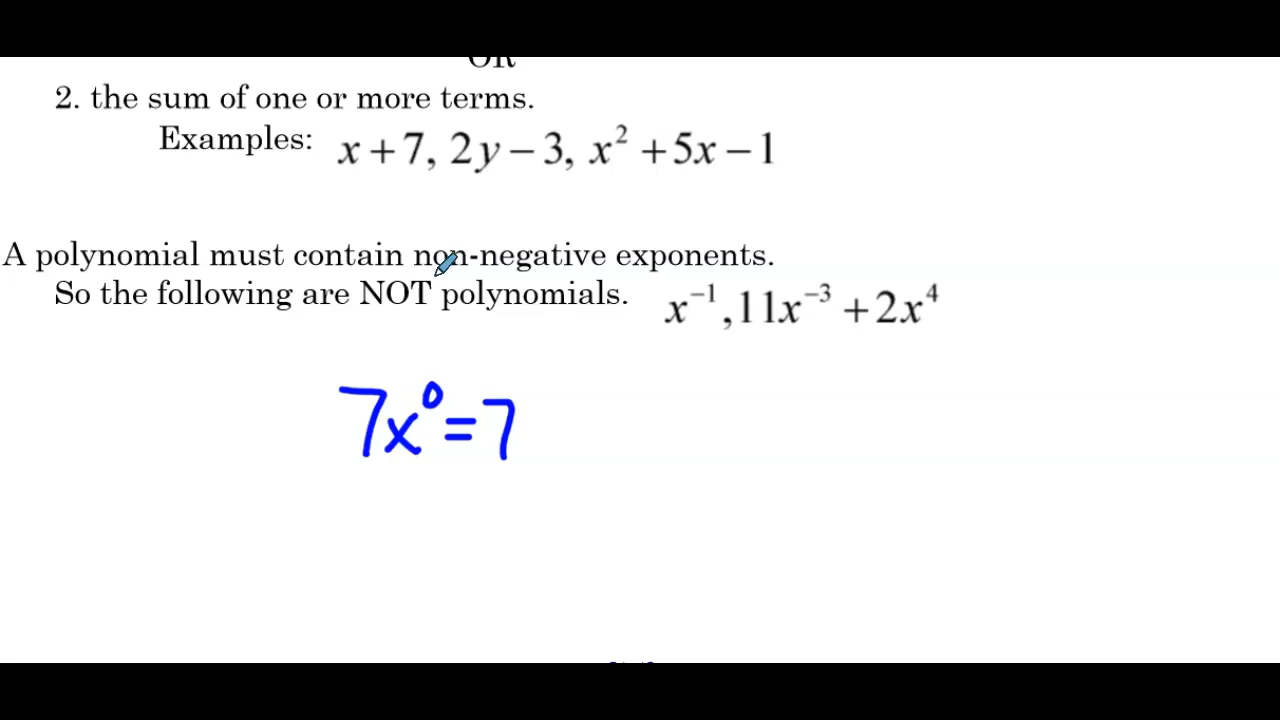 OR
2. the sum of one or more terms.
Examples: x + 7, 2y − 3, x² + 5x − 1
A polynomial must contain non-negative exponents.
So the following are NOT polynomials. x⁻¹, 11x⁻³ + 2x⁴
7x⁰ = 7